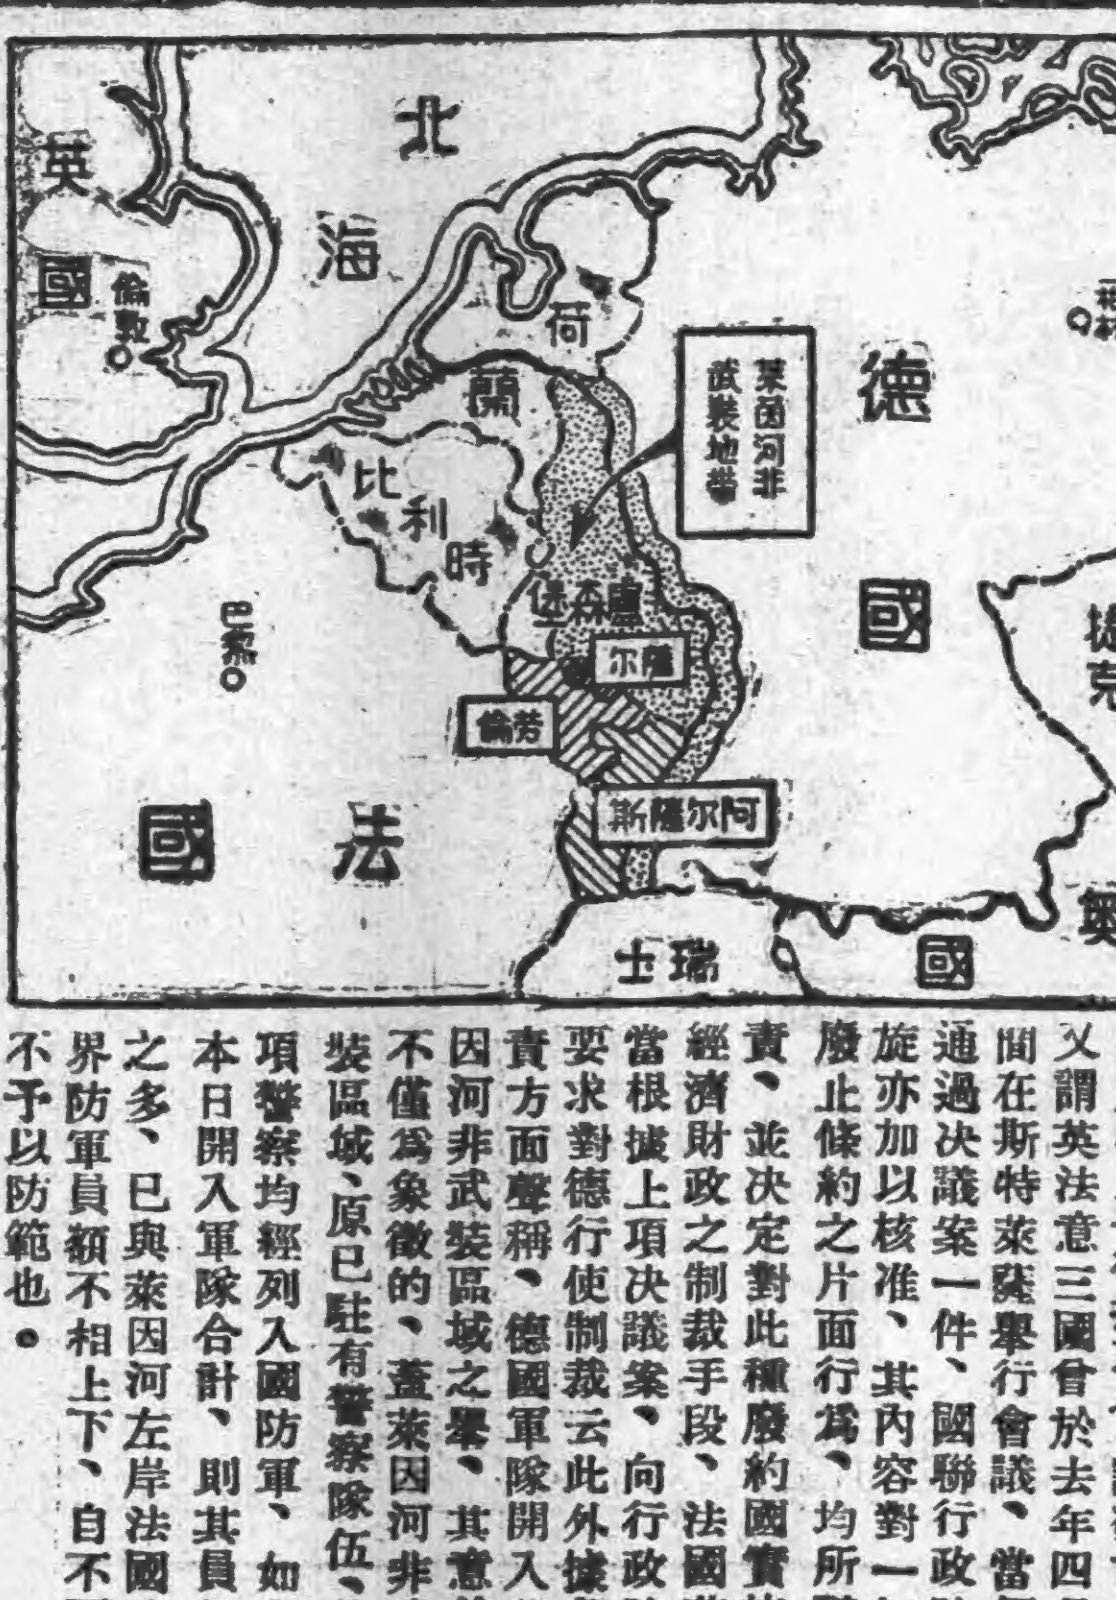 北海
英國
倫敦
荷蘭
比利時
萊茵河非
武裝地帶
德國
盧森堡
薩尔
巴黎
勞倫
阿尔薩斯
法國
瑞士
捷克
奧國
又謂英法意三國曾於去年四
間在斯特萊薩舉行會議、當
通過决議案一件、國聯行政
旋亦加以核准、其內容對一
廢止條約之片面行爲、均所
責、並决定對此種廢約國實
經濟財政之制裁手段、法國
當根據上項决議案、向行政
要求對德行使制裁云此外據
責方面聲稱、德國軍隊開入
因河非武裝區域之舉、其意
不僅爲象徵的、蓋萊因河非
裝區域、原已駐有警察隊伍、
項警察均經列入國防軍、如
本日開入軍隊合計、則其員
之多、已與萊因河左岸法國
界防軍員額不相上下、自不
不予以防範也。